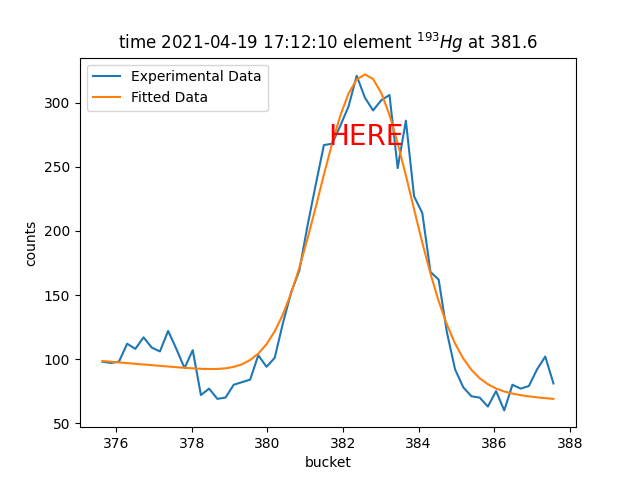 time 2021-04-19 17:12:10 element ¹⁹³Hg at 381.6
Experimental Data
Fitted Data
HERE
counts
300
250
200
150
100
50
376 378 380 382 384 386 388
bucket